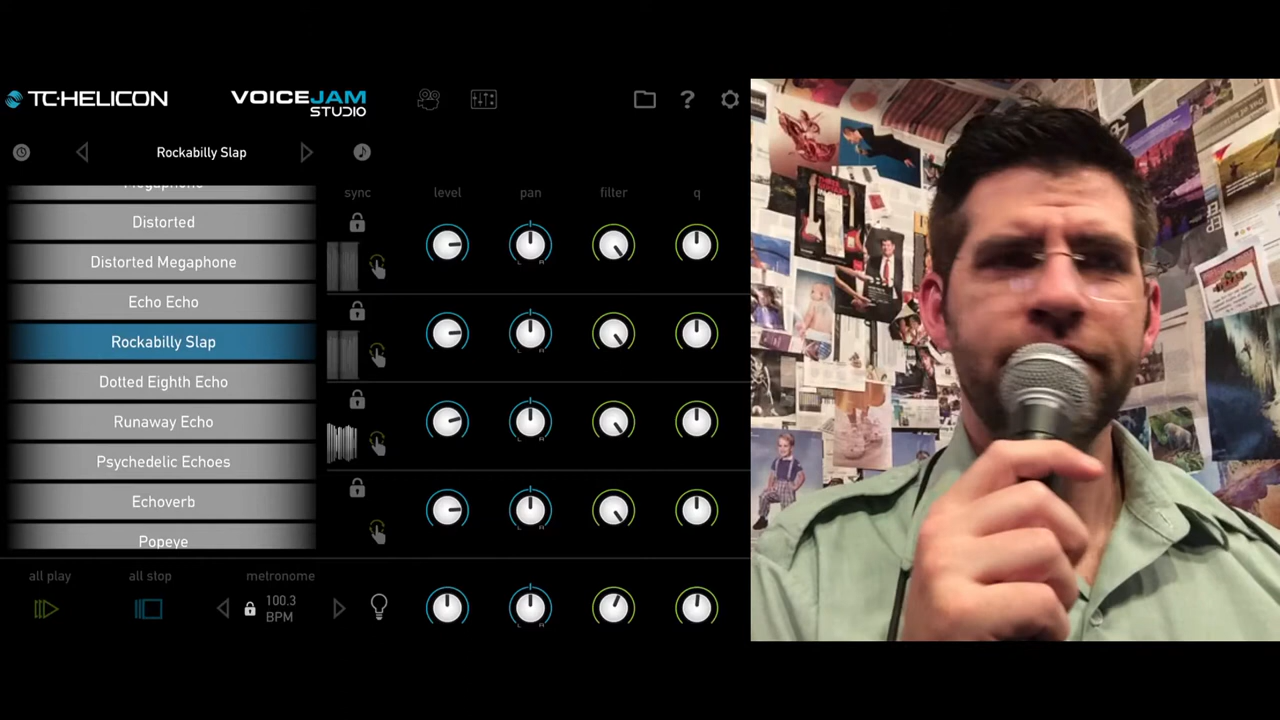 TC·HELICON
VOICEJAM
STUDIO
Rockabilly Slap
Megaphone
Distorted
Distorted Megaphone
Echo Echo
Rockabilly Slap
Dotted Eighth Echo
Runaway Echo
Psychedelic Echoes
Echoverb
Popeye
sync
level
pan
filter
q
L R
L R
L R
L R
all play
all stop
metronome
100.3
BPM
L R